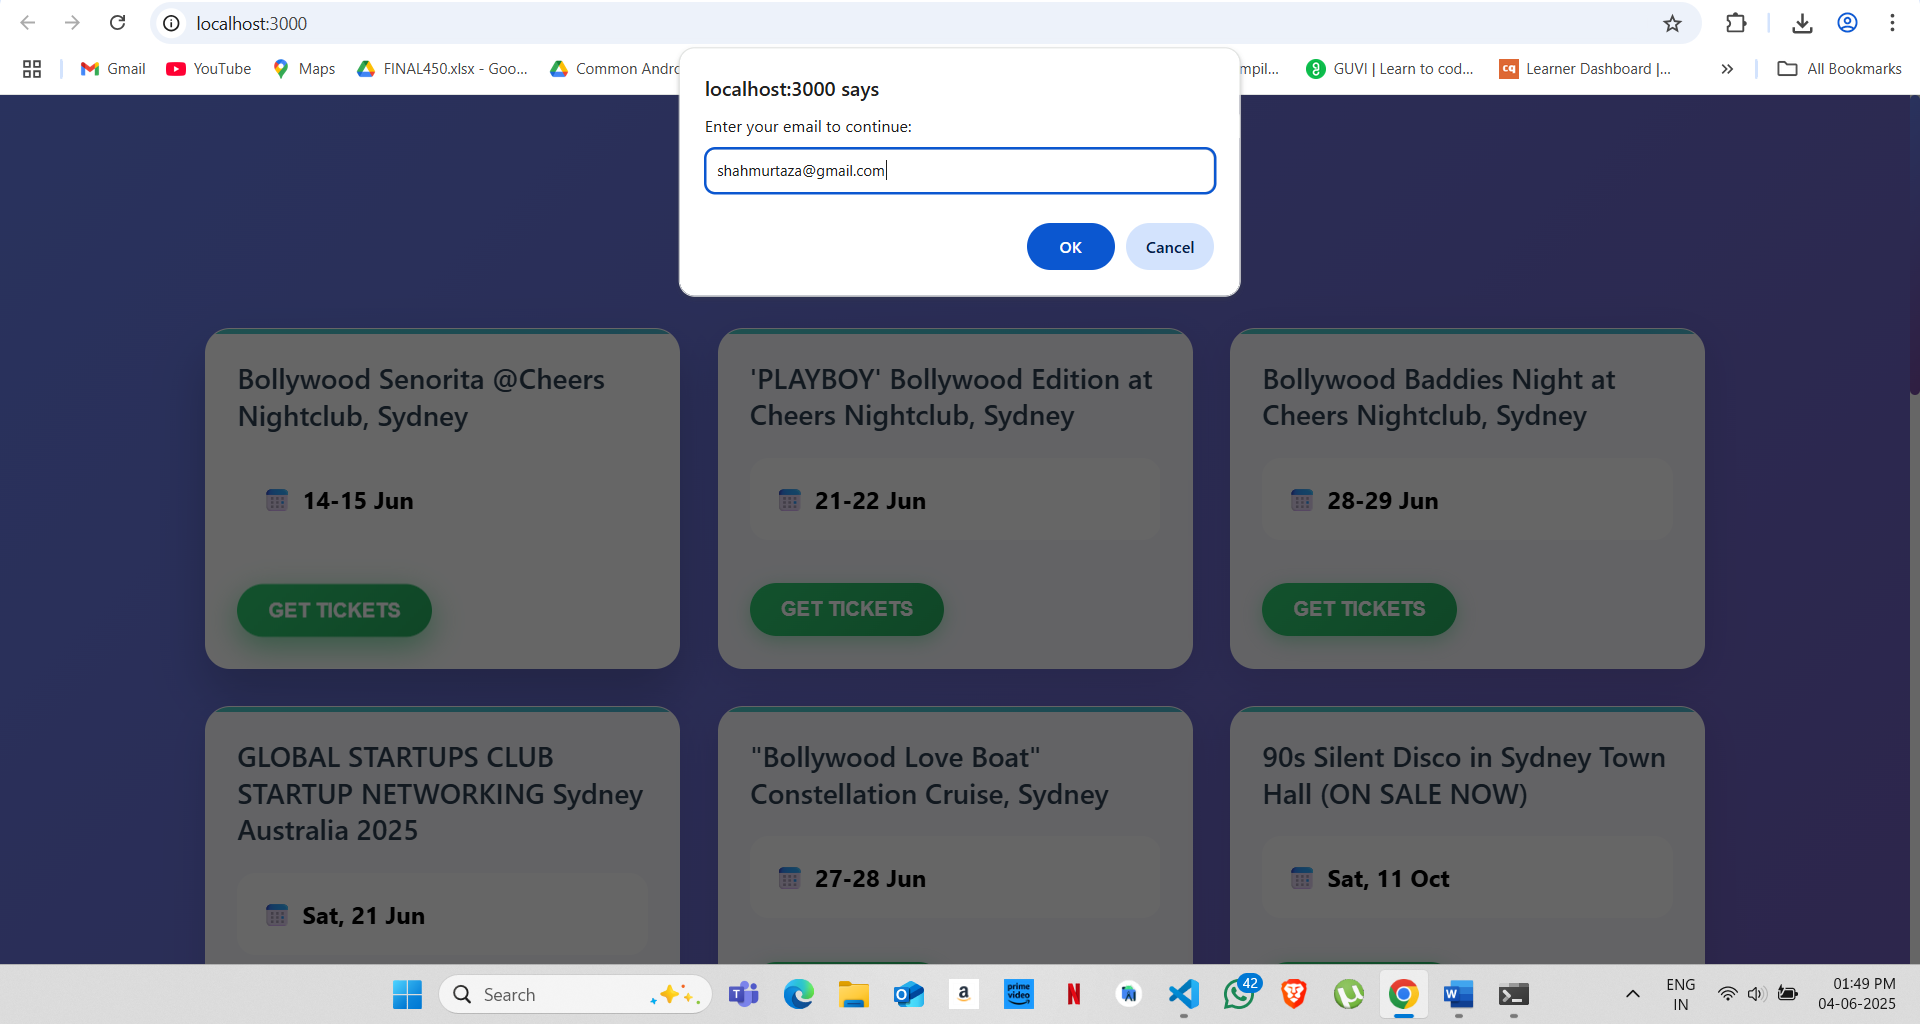 localhost:3000
Gmail
YouTube
Maps
FINAL450.xlsx - Goo...
Common Andro
mpil...
GUVI | Learn to cod...
Learner Dashboard |...
All Bookmarks
localhost:3000 says
Enter your email to continue:
shahmurtaza@gmail.com
OK
Cancel
Bollywood Senorita @Cheers
Nightclub, Sydney
14-15 Jun
GET TICKETS
'PLAYBOY' Bollywood Edition at
Cheers Nightclub, Sydney
21-22 Jun
GET TICKETS
Bollywood Baddies Night at
Cheers Nightclub, Sydney
28-29 Jun
GET TICKETS
GLOBAL STARTUPS CLUB
STARTUP NETWORKING Sydney
Australia 2025
Sat, 21 Jun
"Bollywood Love Boat"
Constellation Cruise, Sydney
27-28 Jun
90s Silent Disco in Sydney Town
Hall (ON SALE NOW)
Sat, 11 Oct
Search
prime
video
42
ENG
IN
01:49 PM
04-06-2025